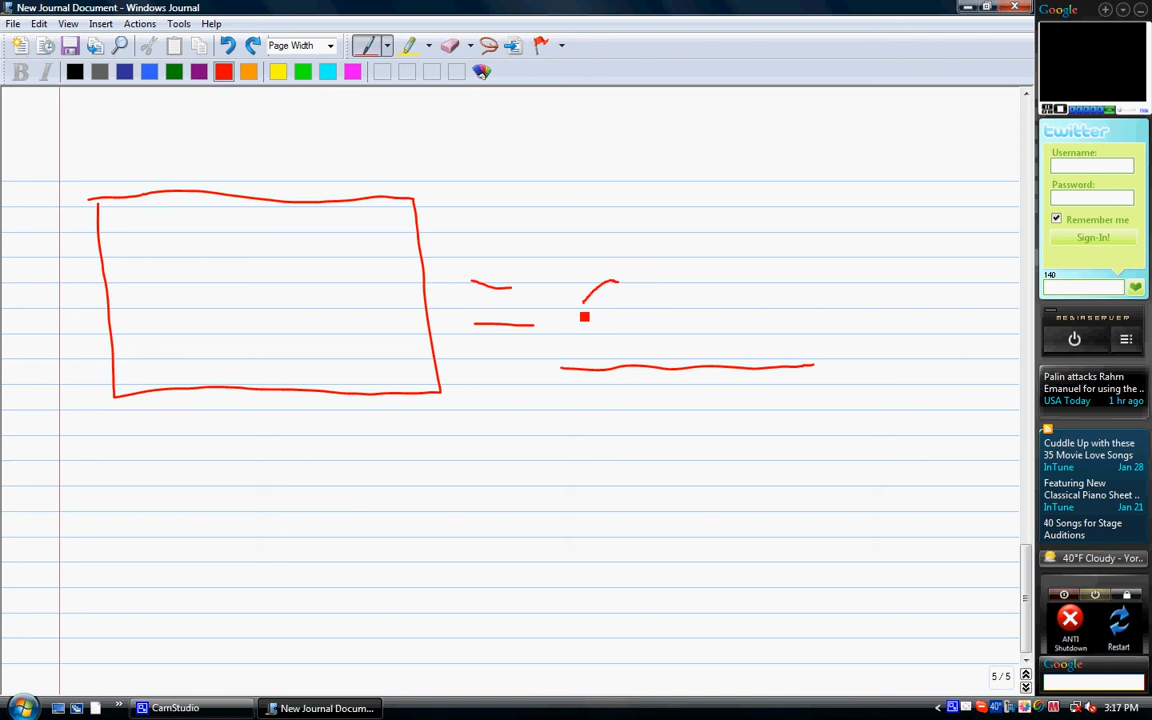 New Journal Document - Windows Journal
File Edit View Insert Actions Tools Help
Page Width
B I
5 / 5
Google
twitter
Username:
Password:
Remember me
Sign-In!
140
MEDIASERVER
Palin attacks Rahm
Emanuel for using the ..
USA Today 1 hr ago
Cuddle Up with these
35 Movie Love Songs
InTune Jan 28
Featuring New
Classical Piano Sheet ..
InTune Jan 21
40 Songs for Stage
Auditions
40°F Cloudy - Yor..
ANTI
Shutdown
Restart
Google
CamStudio
New Journal Docum...
40°
3:17 PM